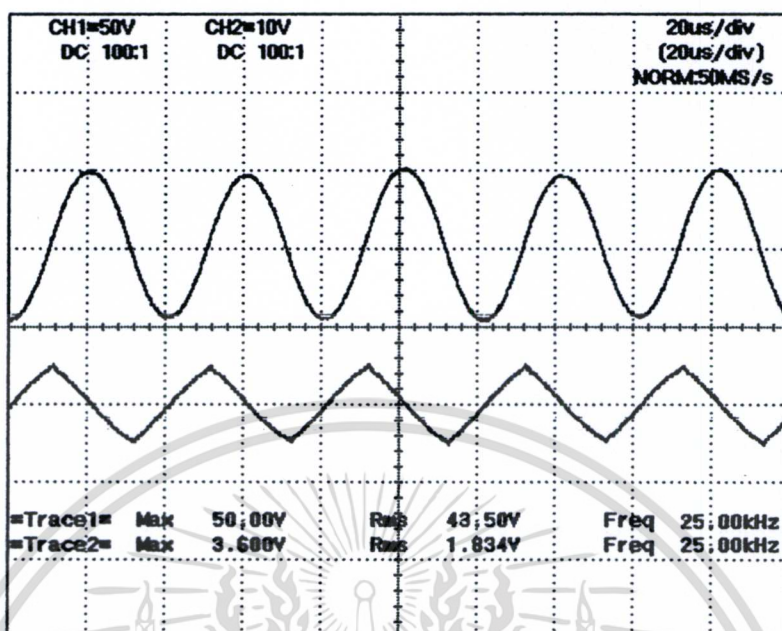 CH1=50V CH2=10V 20us/div
DC 100:1 DC 100:1 (20us/div)
NORM:50MS/s
=Trace1= Max 50.00V Rms 43.50V Freq 25.00kHz
=Trace2= Max 3.600V Rms 1.834V Freq 25.00kHz